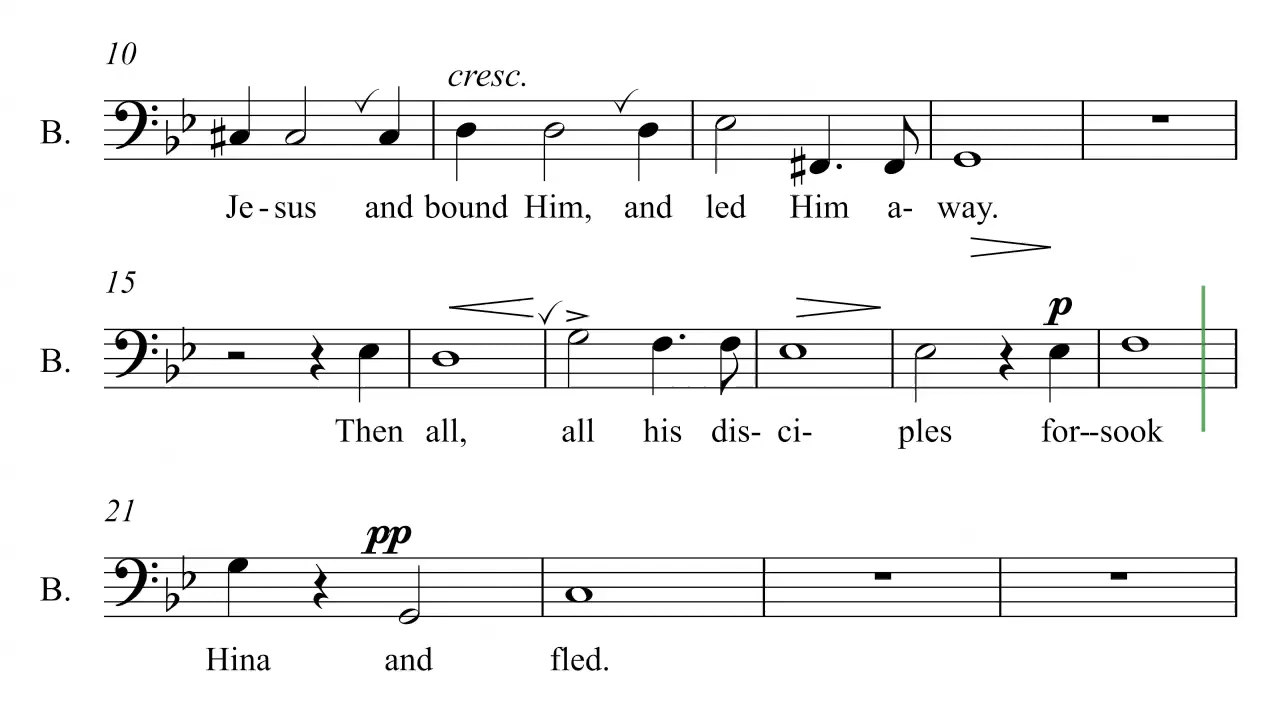 10
cresc.
B.
Je - sus and bound Him, and led Him a- way.
15
p
B.
Then all, all his dis- ci- ples for--sook
21
pp
B.
Hina and fled.